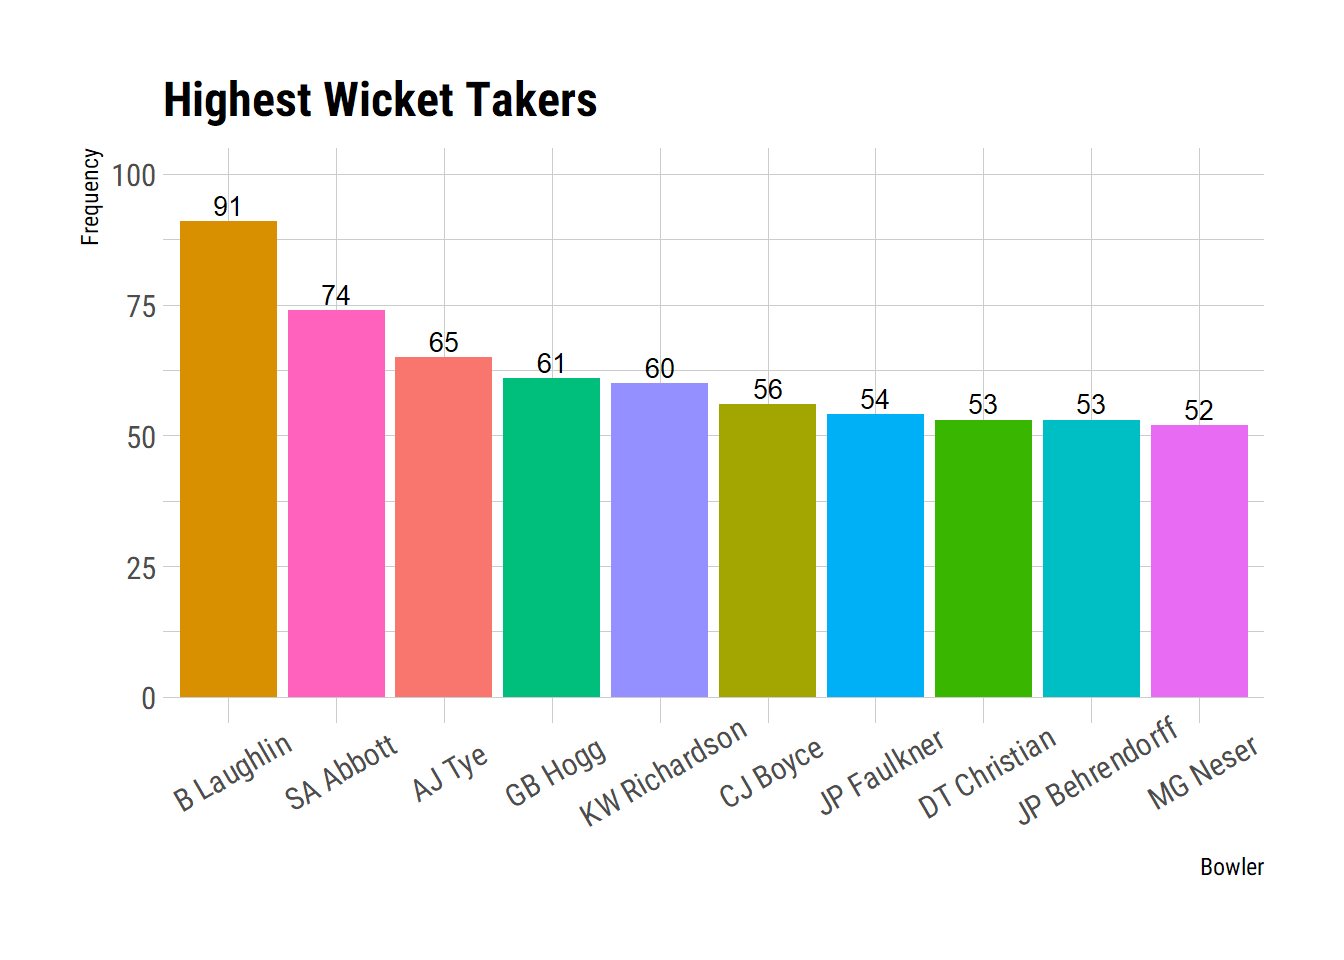 Highest Wicket Takers
Frequency
100
75
50
25
0
91
74
65
61
60
56
54
53
53
52
B Laughlin
SA Abbott
AJ Tye
GB Hogg
KW Richardson
CJ Boyce
JP Faulkner
DT Christian
JP Behrendorff
MG Neser
Bowler